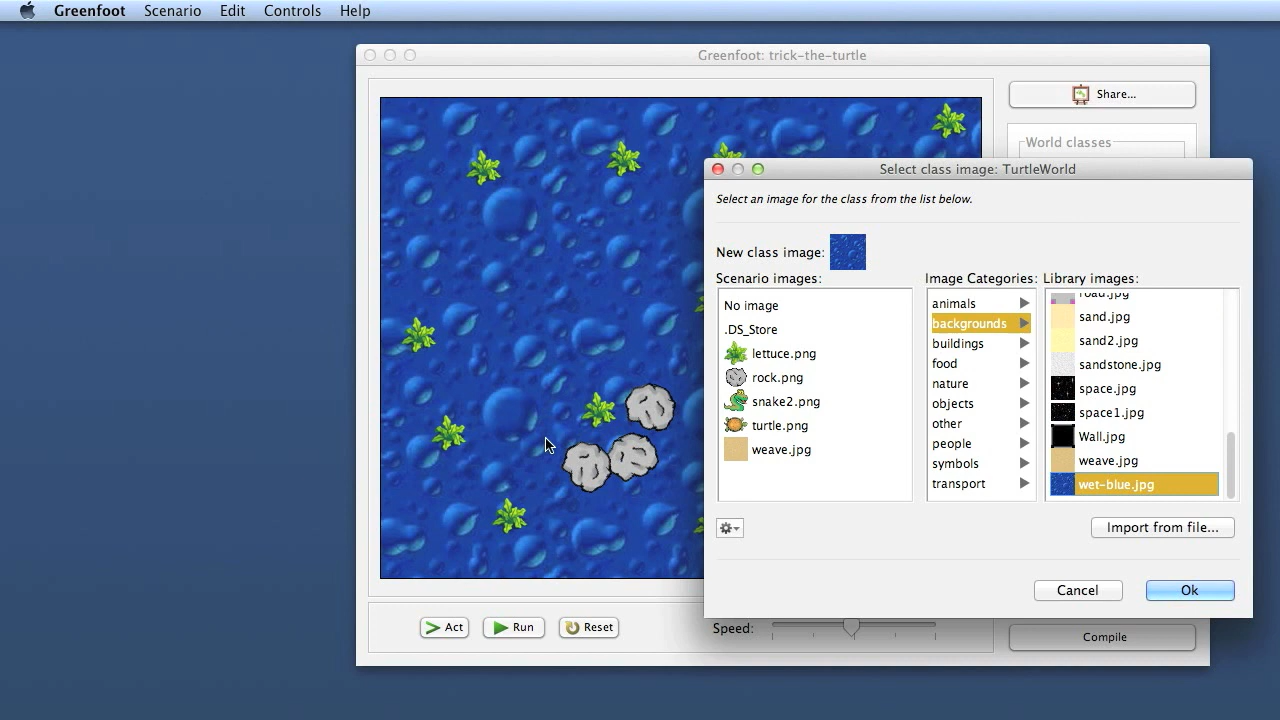 Greenfoot Scenario Edit Controls Help
Greenfoot: trick-the-turtle
Share...
World classes
Select class image: TurtleWorld
Select an image for the class from the list below.
New class image:
Scenario images:
No image
.DS_Store
lettuce.png
rock.png
snake2.png
turtle.png
weave.jpg
Image Categories:
animals
backgrounds
buildings
food
nature
objects
other
people
symbols
transport
Library images:
road.jpg
sand.jpg
sand2.jpg
sandstone.jpg
space.jpg
space1.jpg
Wall.jpg
weave.jpg
wet-blue.jpg
Import from file...
Cancel
Ok
Act
Run
Reset
Speed:
Compile